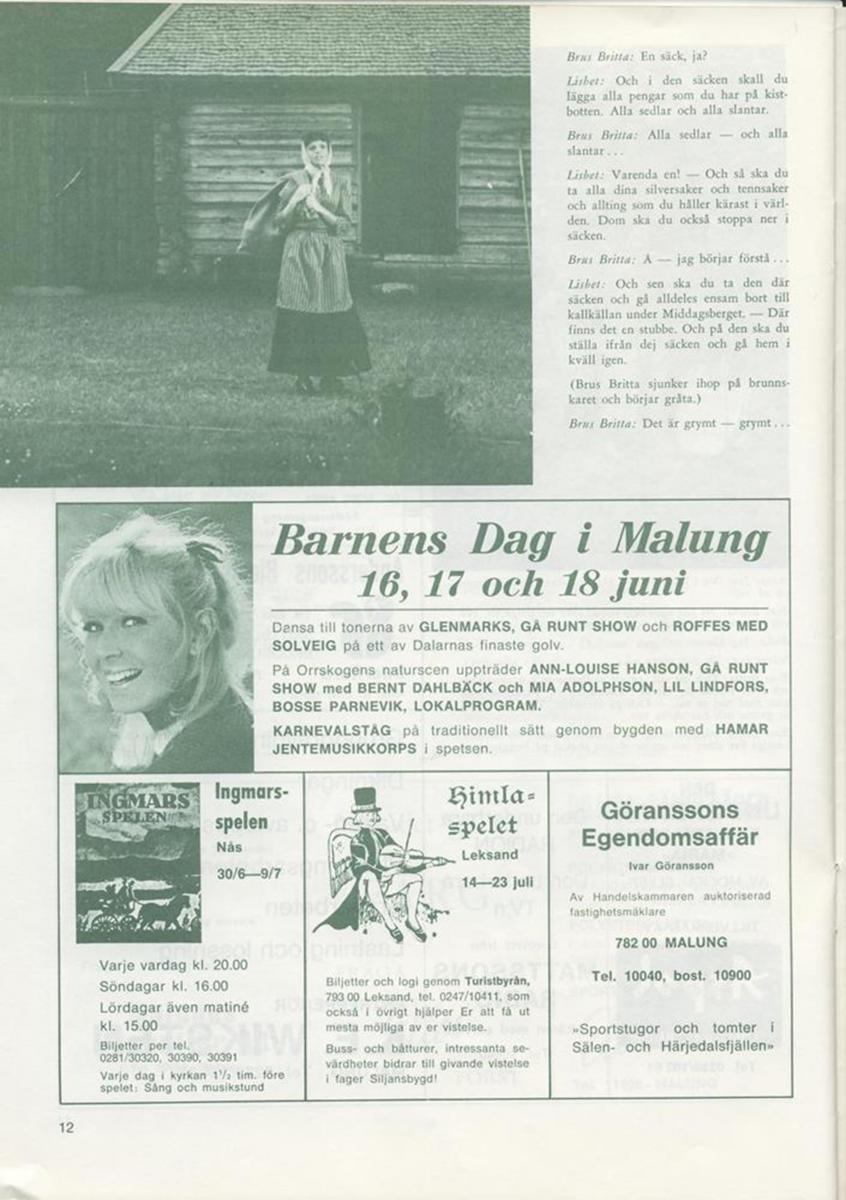 Brus Britta: En säck, ja?
Lisbet: Och i den säcken skall du
lägga alla pengar som du har på kist-
botten. Alla sedlar och alla slantar.
Brus Britta: Alla sedlar — och alla
slantar...
Lisbet: Varenda en! — Och så ska du
ta alla dina silversaker och tennsaker
och allting som du håller kärast i värl-
den. Dom ska du också stoppa ner i
säcken.
Brus Britta: Å — jag börjar förstå...
Lisbet: Och sen ska du ta den där
säcken och gå alldeles ensam bort till
kallkällan under Middagsberget. — Där
finns det en stubbe. Och på den ska du
ställa ifrån dej säcken och gå hem i
kväll igen.
(Brus Britta sjunker ihop på brunns-
karet och börjar gråta.)
Brus Britta: Det är grymt — grymt...
Barnens Dag i Malung
16, 17 och 18 juni
Dansa till tonerna av GLENMARKS, GÅ RUNT SHOW och ROFFES MED
SOLVEIG på ett av Dalarnas finaste golv.
På Orrskogens naturscen uppträder ANN-LOUISE HANSON, GÅ RUNT
SHOW med BERNT DAHLBÄCK och MIA ADOLPHSON, LIL LINDFORS,
BOSSE PARNEVIK, LOKALPROGRAM.
KARNEVALSTÅG på traditionellt sätt genom bygden med HAMAR
JENTEMUSIKKORPS i spetsen.
INGMARS
SPELEN
Ingmars-
spelen
Nås
30/6—9/7
Varje vardag kl. 20.00
Söndagar kl. 16.00
Lördagar även matiné
kl. 15.00
Biljetter per tel.
0281/30320, 30390, 30391
Varje dag i kyrkan 1½ tim. före
spelet: Sång och musikstund
Himla=
spelet
Leksand
14—23 juli
Biljetter och logi genom Turistbyrån,
793 00 Leksand, tel. 0247/10411, som
också i övrigt hjälper Er att få ut
mesta möjliga av er vistelse.
Buss- och båtturer, intressanta se-
värdheter bidrar till givande vistelse
i fager Siljansbygd!
Göranssons
Egendomsaffär
Ivar Göransson
Av Handelskammaren auktoriserad
fastighetsmäklare
782 00 MALUNG
Tel. 10040, bost. 10900
»Sportstugor och tomter i
Sälen- och Härjedalsfjällen»
12